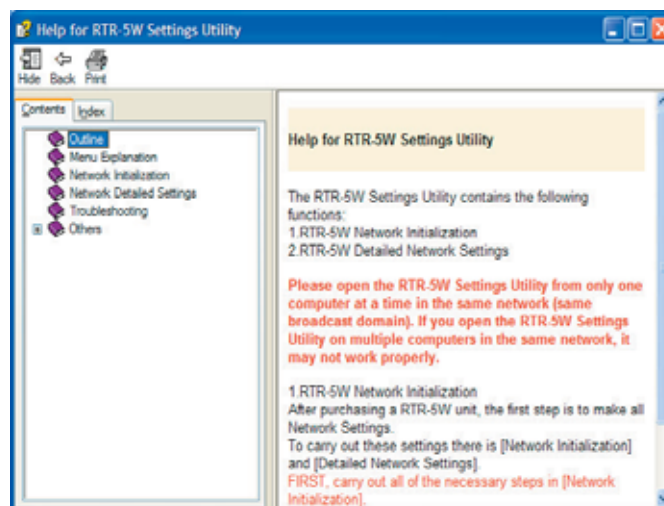 Help for RTR-5W Settings Utility
Hide Back Print
Contents Index
Outline
Menu Explanation
Network Initialization
Network Detailed Settings
Troubleshooting
Others
Help for RTR-5W Settings Utility
The RTR-5W Settings Utility contains the following
functions:
1.RTR-5W Network Initialization
2.RTR-5W Detailed Network Settings
Please open the RTR-5W Settings Utility from only one
computer at a time in the same network (same
broadcast domain). If you open the RTR-5W Settings
Utility on multiple computers in the same network, it
may not work properly.
1.RTR-5W Network Initialization
After purchasing a RTR-5W unit, the first step is to make all
Network Settings.
To carry out these settings there is [Network Initialization]
and [Detailed Network Settings].
FIRST, carry out all of the necessary steps in [Network
Initialization].